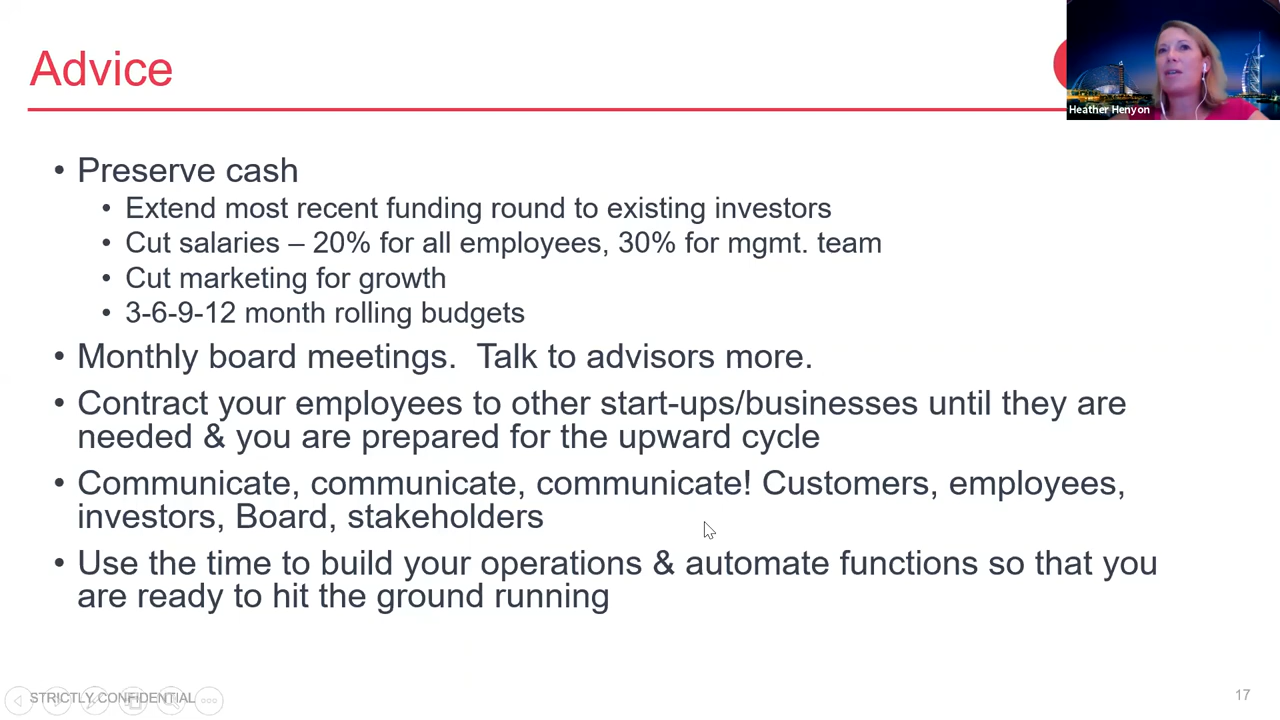 Advice
Heather Henyon
• Preserve cash
• Extend most recent funding round to existing investors
• Cut salaries – 20% for all employees, 30% for mgmt. team
• Cut marketing for growth
• 3-6-9-12 month rolling budgets
• Monthly board meetings.  Talk to advisors more.
• Contract your employees to other start-ups/businesses until they are
needed & you are prepared for the upward cycle
• Communicate, communicate, communicate! Customers, employees,
investors, Board, stakeholders
• Use the time to build your operations & automate functions so that you
are ready to hit the ground running
STRICTLY CONFIDENTIAL
17